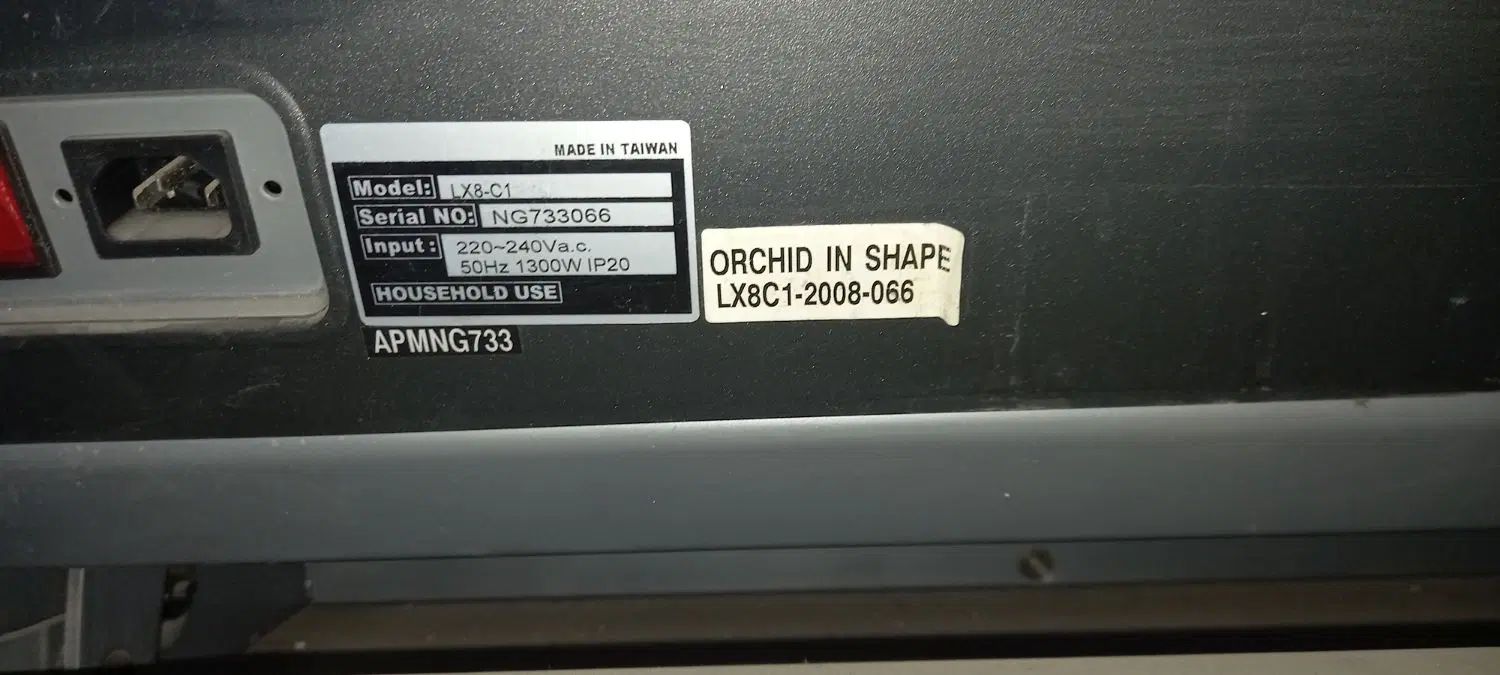 MADE IN TAIWAN
Model: LX8-C1
Serial NO: NG733066
Input: 220~240Va.c.
50Hz 1300W IP20
HOUSEHOLD USE
APMNG733
ORCHID IN SHAPE
LX8C1-2008-066